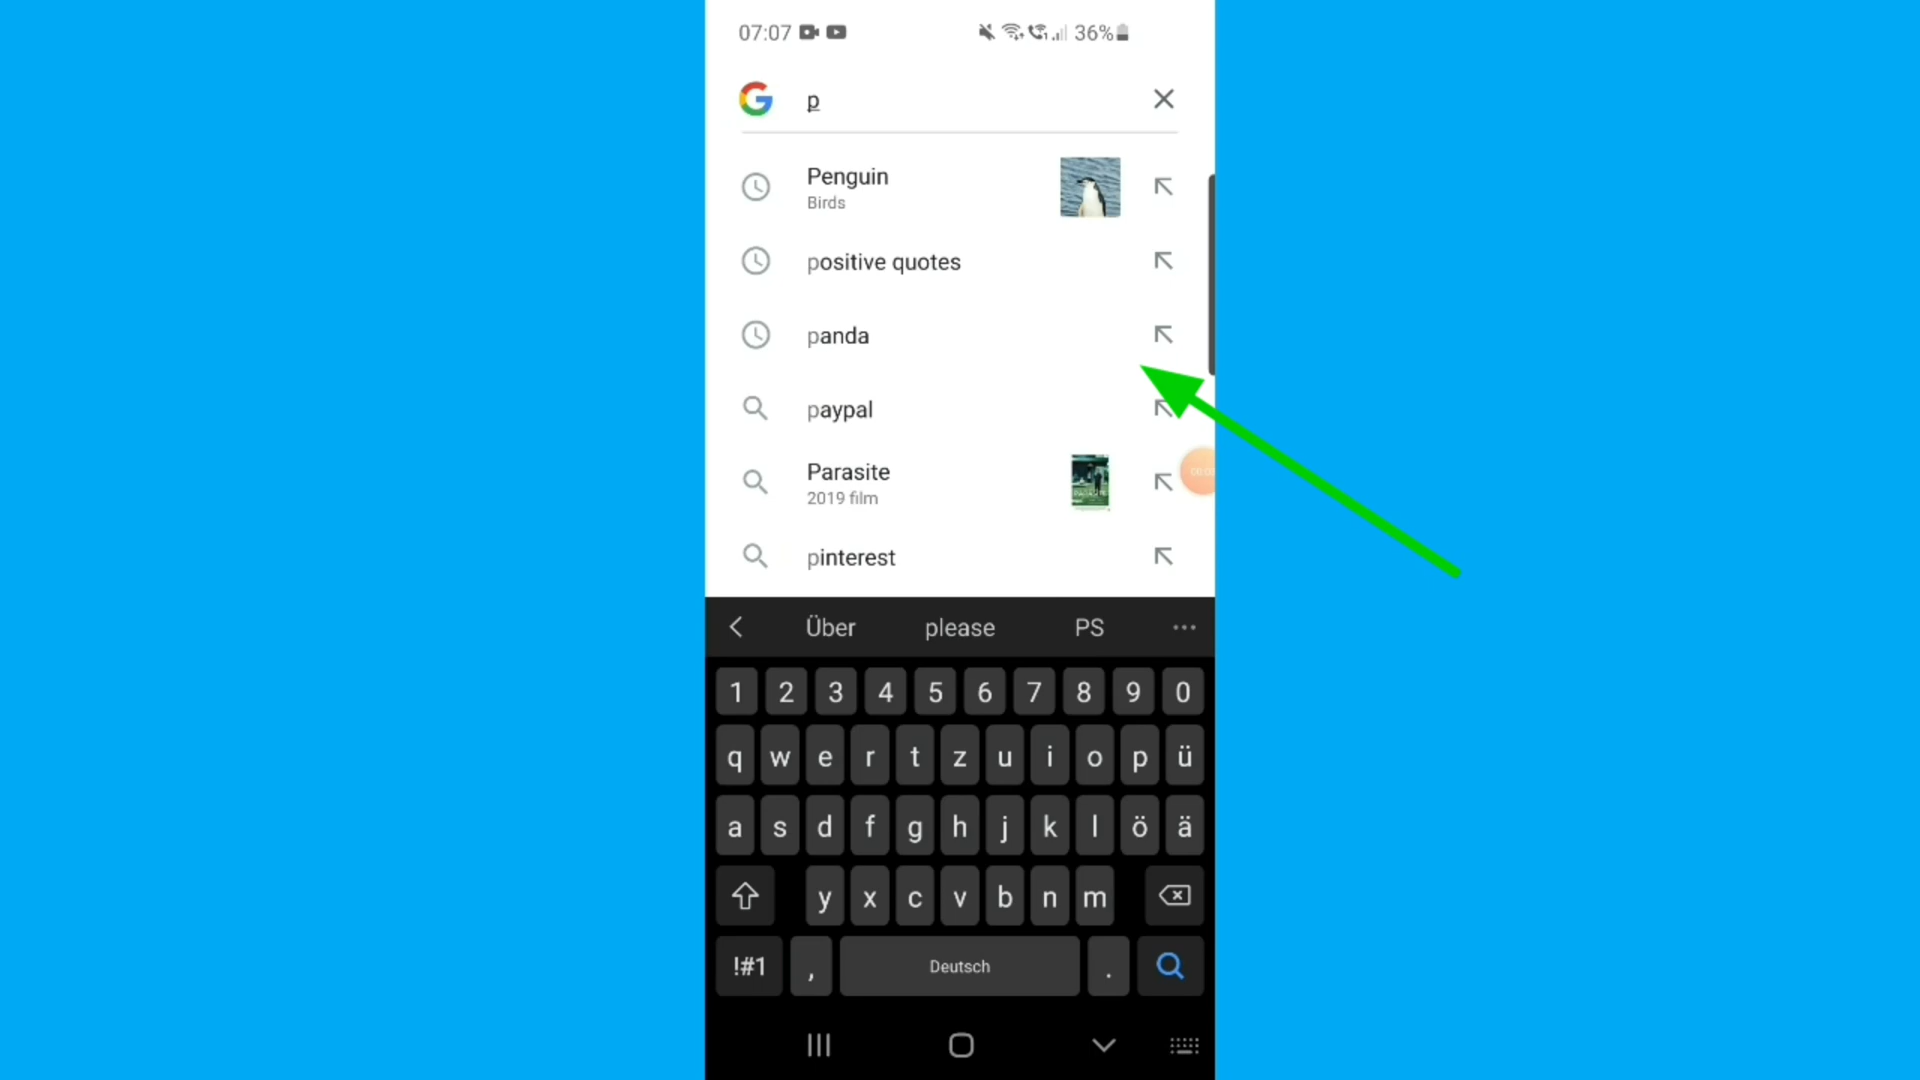 07:07 36%
p
Penguin
Birds
positive quotes
panda
paypal
Parasite
2019 film
pinterest
Über please PS
1 2 3 4 5 6 7 8 9 0
q w e r t z u i o p ü
a s d f g h j k l ö ä
y x c v b n m
!#1 , Deutsch .